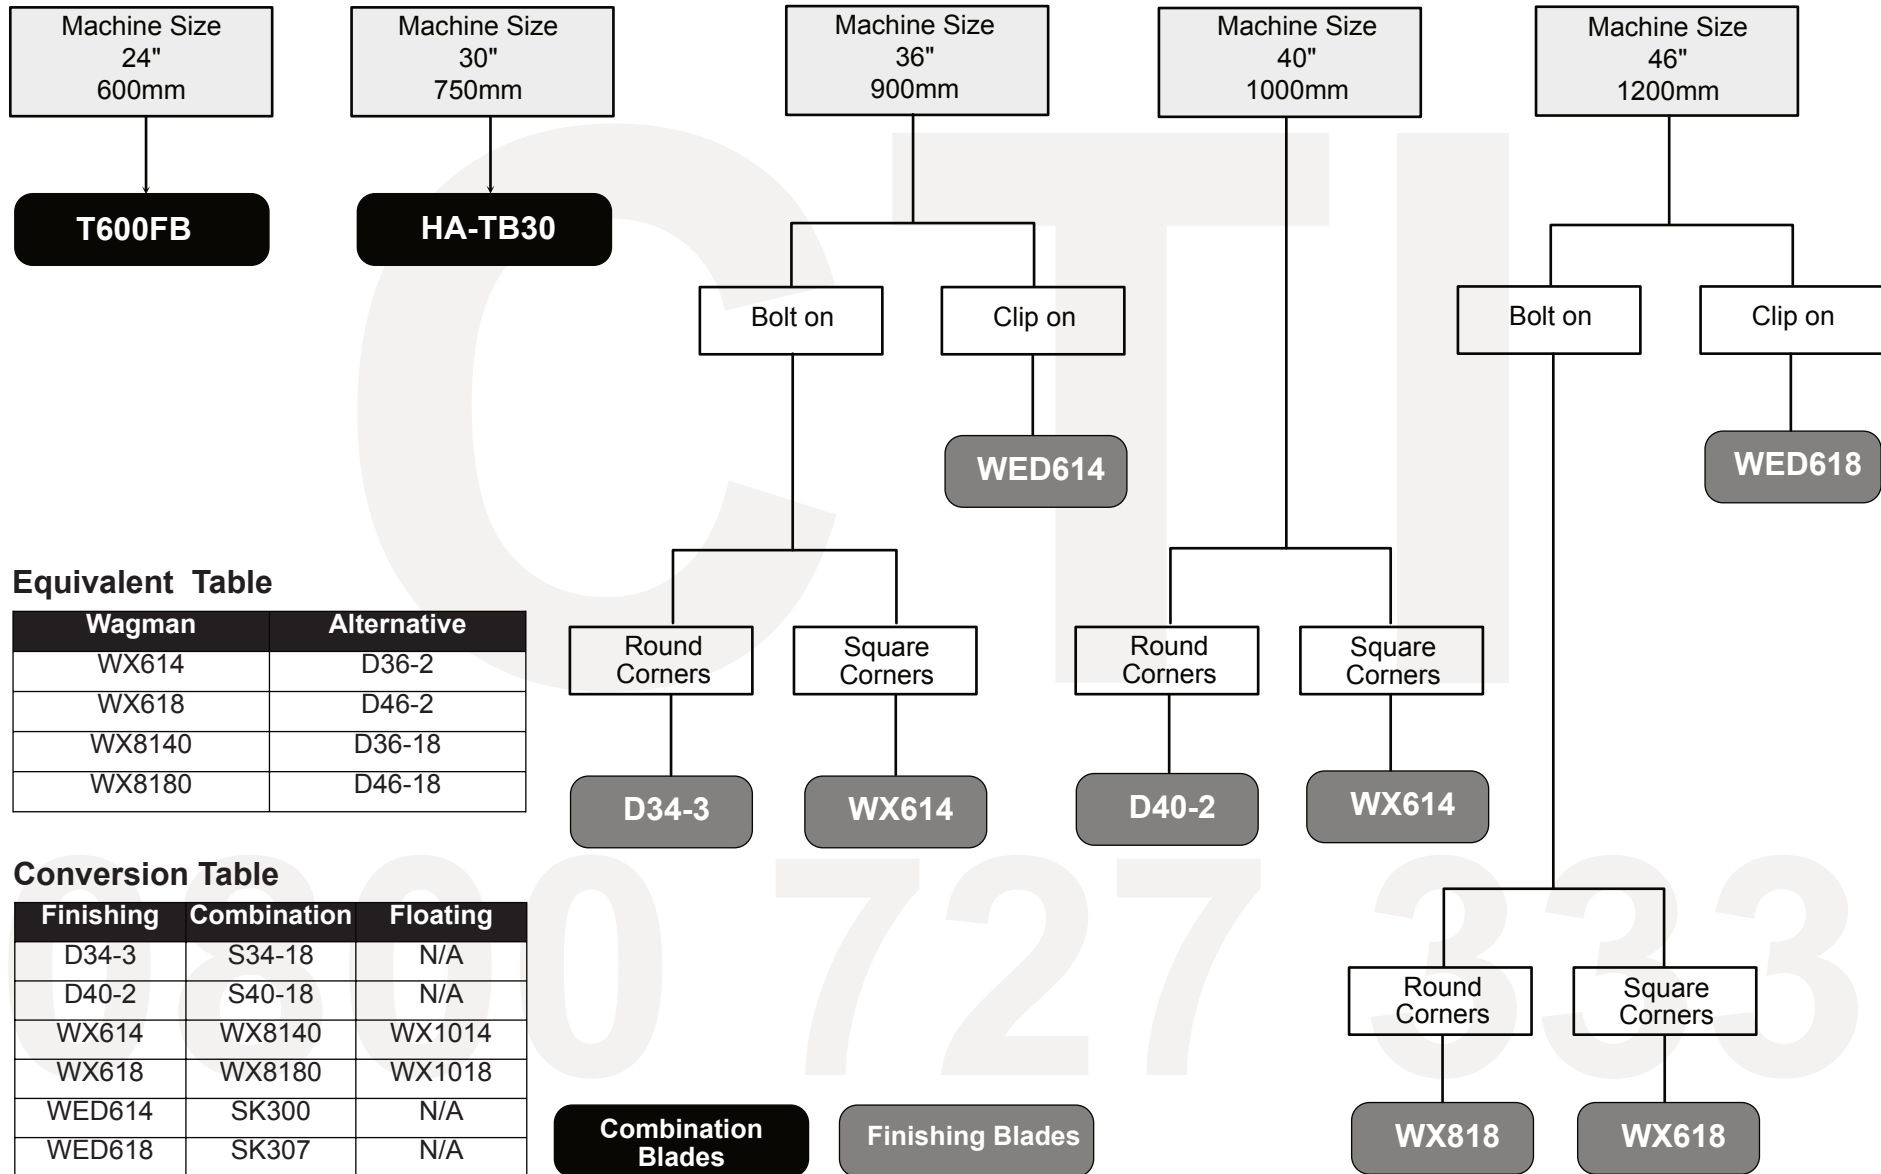 Machine Size
24"
600mm
Machine Size
30"
750mm
Machine Size
36"
900mm
Machine Size
40"
1000mm
Machine Size
46"
1200mm
T600FB
HA-TB30
Bolt on
Clip on
Bolt on
Clip on
WED614
WED618
Round
Corners
Square
Corners
Round
Corners
Square
Corners
D34-3
WX614
D40-2
WX614
Round
Corners
Square
Corners
WX818
WX618
Equivalent Table
Wagman Alternative
WX614 D36-2
WX618 D46-2
WX8140 D36-18
WX8180 D46-18
Conversion Table
Finishing Combination Floating
D34-3 S34-18 N/A
D40-2 S40-18 N/A
WX614 WX8140 WX1014
WX618 WX8180 WX1018
WED614 SK300 N/A
WED618 SK307 N/A
Combination
Blades
Finishing Blades
CTI
0800 727 333